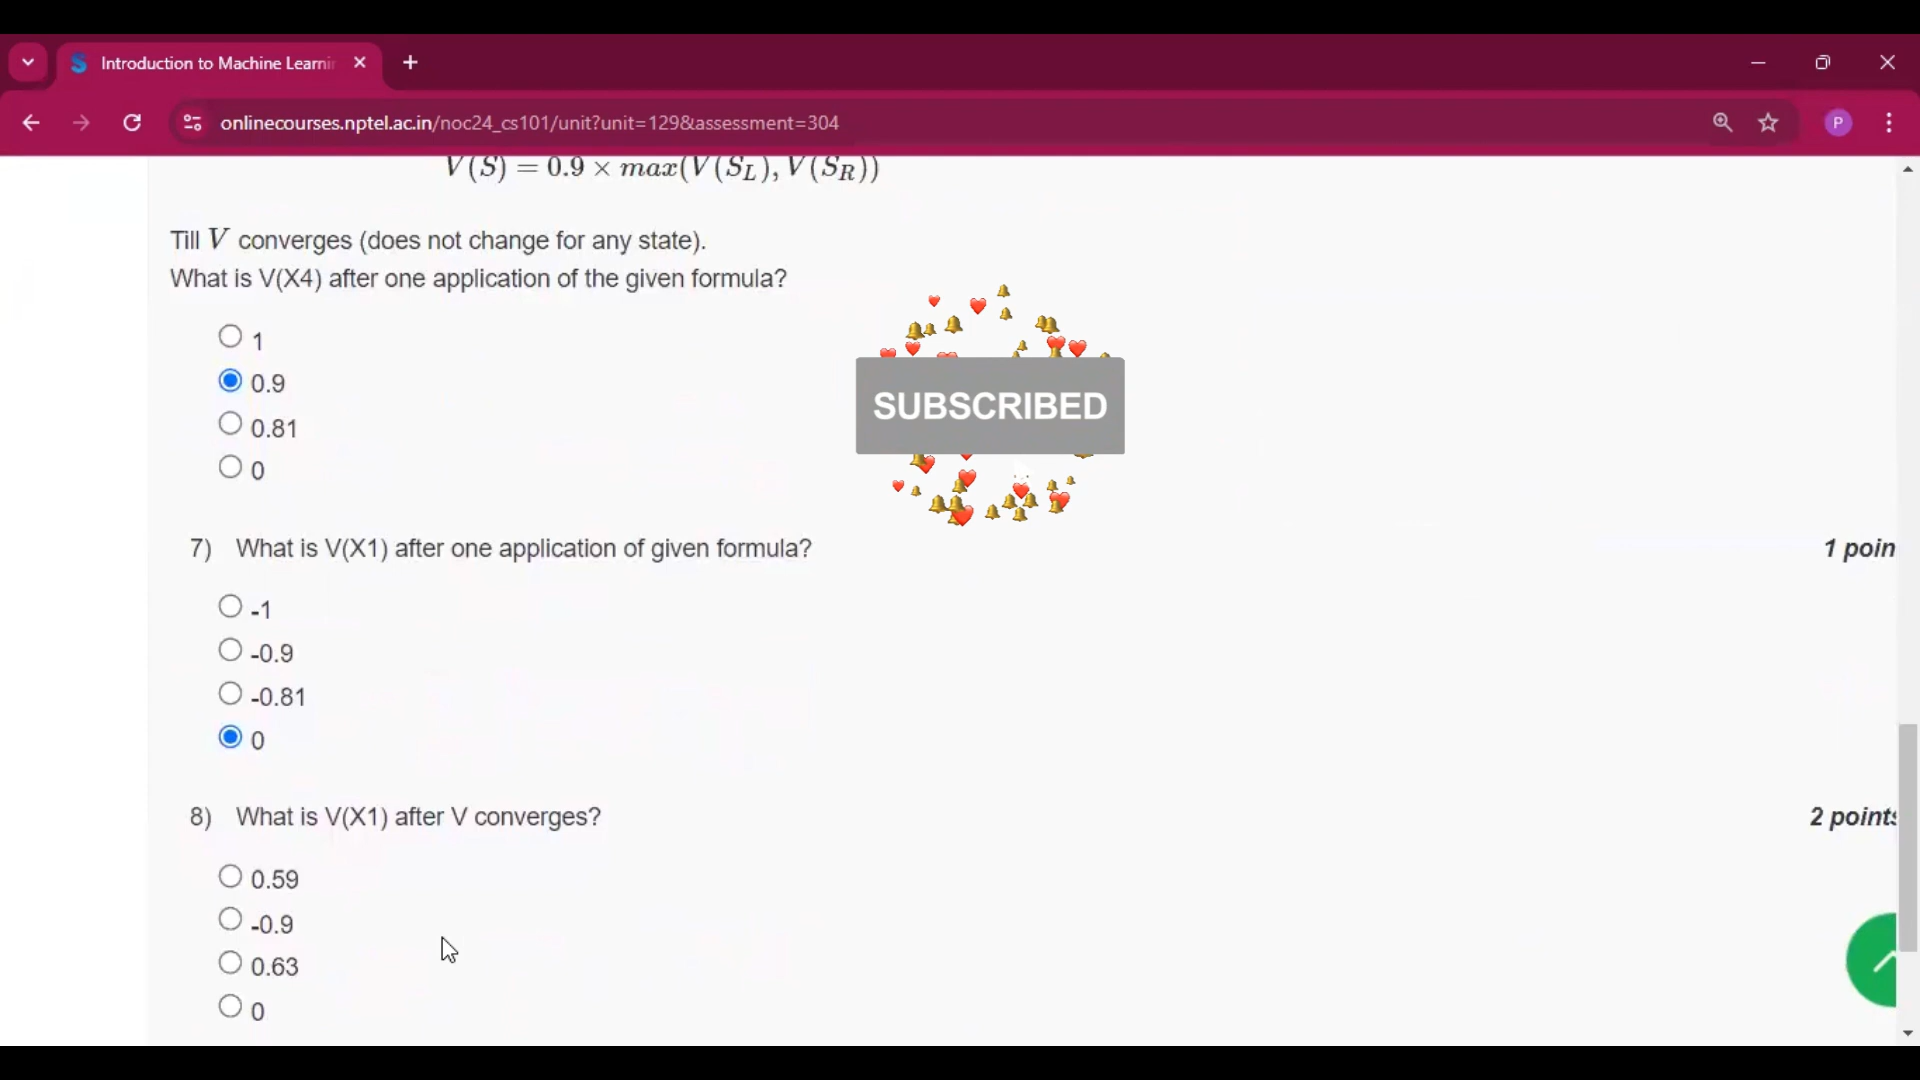 Introduction to Machine Learnin
onlinecourses.nptel.ac.in/noc24_cs101/unit?unit=129&assessment=304
P
V(S) = 0.9 × max(V(S_L), V(S_R))
Till V converges (does not change for any state).
What is V(X4) after one application of the given formula?
1
0.9
0.81
0
SUBSCRIBED
7) What is V(X1) after one application of given formula?
1 poin
-1
-0.9
-0.81
0
8) What is V(X1) after V converges?
2 points
0.59
-0.9
0.63
0